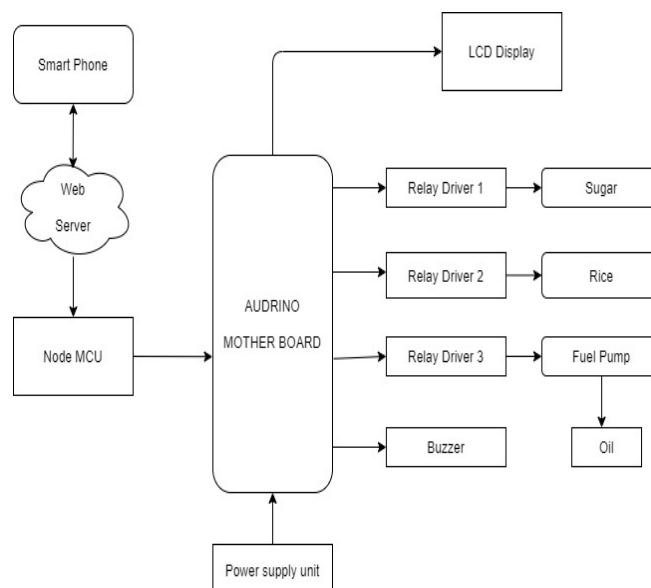 Smart Phone
LCD Display
Web
Server
Relay Driver 1
Sugar
Relay Driver 2
Rice
AUDRINO
MOTHER BOARD
Node MCU
Relay Driver 3
Fuel Pump
Buzzer
Oil
Power supply unit